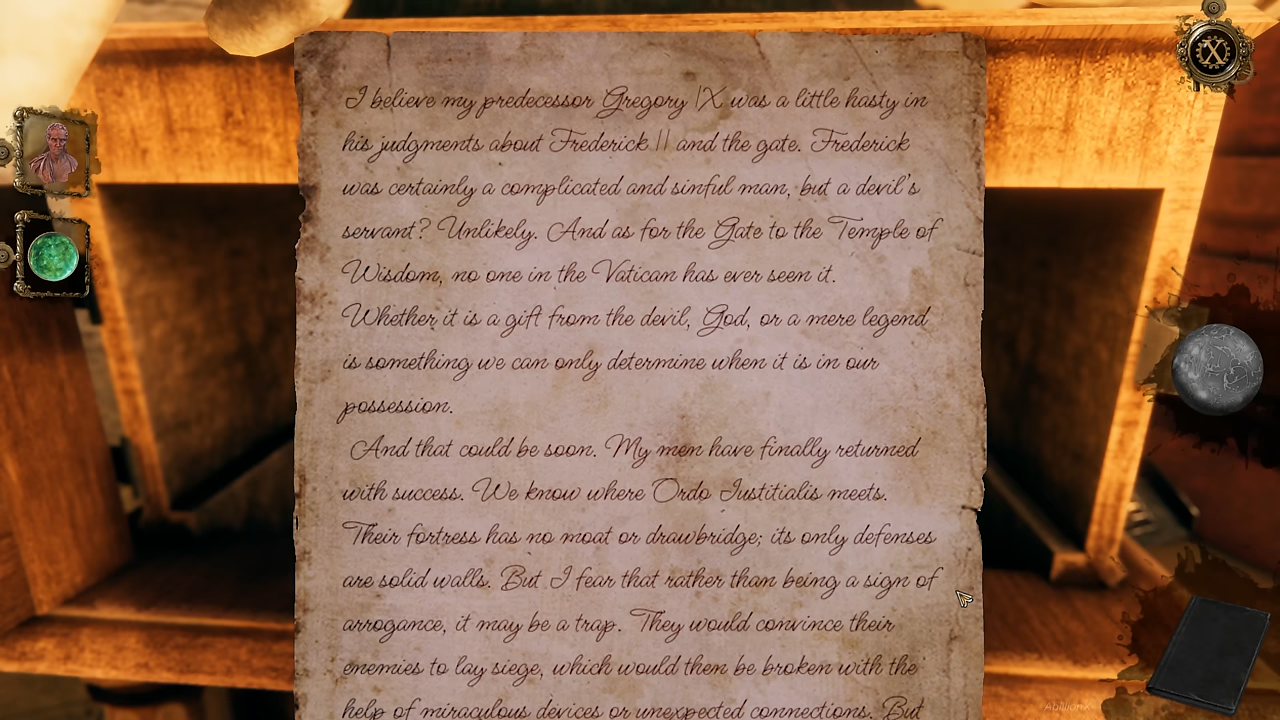 I believe my predecessor Gregory IX was a little hasty in
his judgments about Frederick II and the gate. Frederick
was certainly a complicated and sinful man, but a devil's
servant? Unlikely. And as for the Gate to the Temple of
Wisdom, no one in the Vatican has ever seen it.
Whether it is a gift from the devil, God, or a mere legend
is something we can only determine when it is in our
possession.
And that could be soon. My men have finally returned
with success. We know where Ordo Iustitialis meets.
Their fortress has no moat or drawbridge; its only defenses
are solid walls. But I fear that rather than being a sign of
arrogance, it may be a trap. They would convince their
enemies to lay siege, which would then be broken with the
help of miraculous devices or unexpected connections. But
X